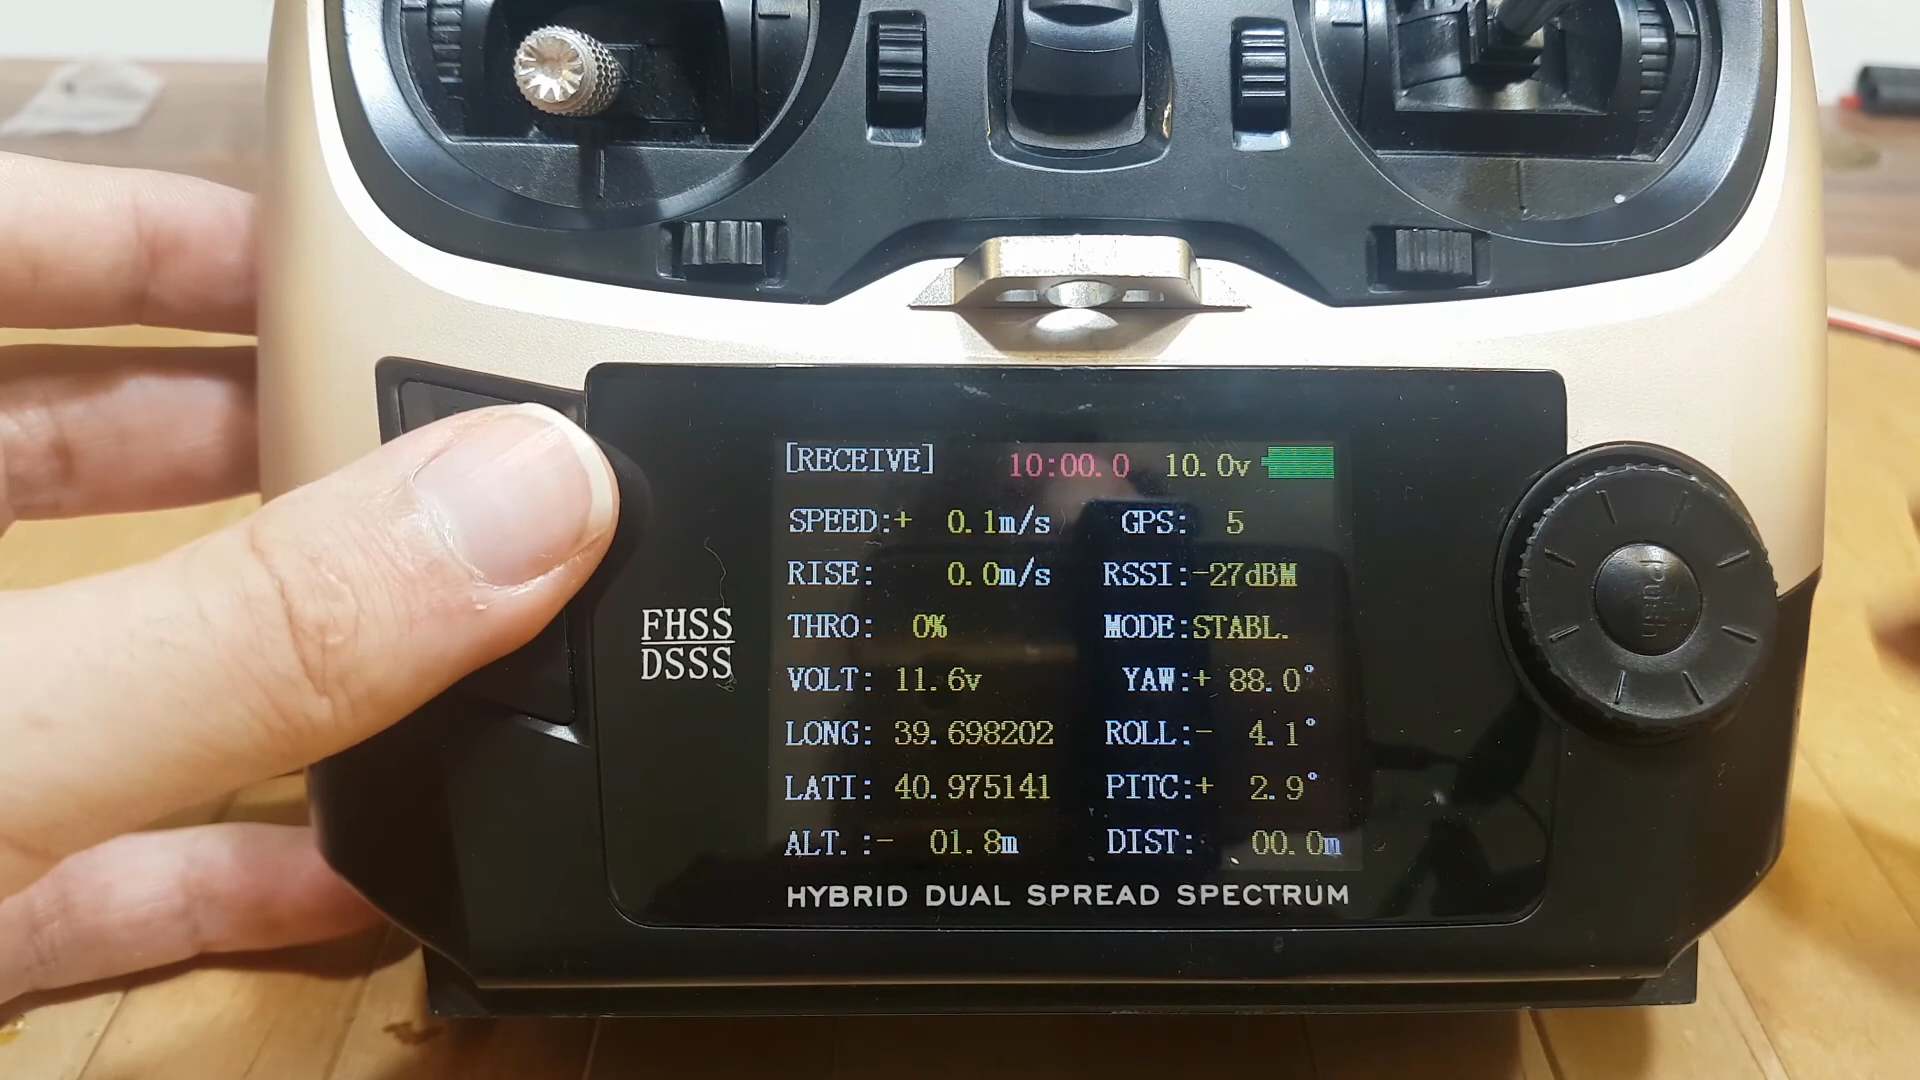 [RECEIVE] 10:00.0 10.0v
SPEED:+ 0.1m/s GPS: 5
RISE: 0.0m/s RSSI:-27dBM
THRO: 0% MODE:STABL.
VOLT: 11.6v YAW:+ 88.0°
LONG: 39.698202 ROLL:- 4.1°
LATI: 40.975141 PITC:+ 2.9°
ALT.:- 01.8m DIST: 00.0m
FHSS
DSSS
HYBRID DUAL SPREAD SPECTRUM
Push